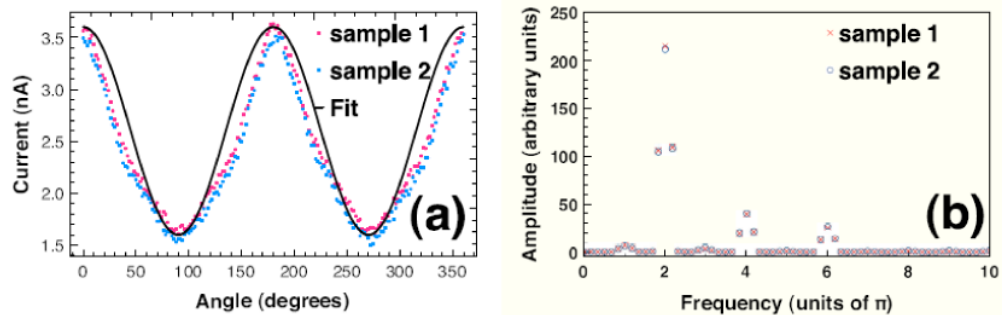 3.5
3.0
2.5
2.0
1.5
Current (nA)
sample 1
sample 2
Fit
(a)
0 50 100 150 200 250 300 350
Angle (degrees)
250
200
150
100
50
0
Amplitude (arbitrary units)
sample 1
sample 2
(b)
0 2 4 6 8 10
Frequency (units of π)